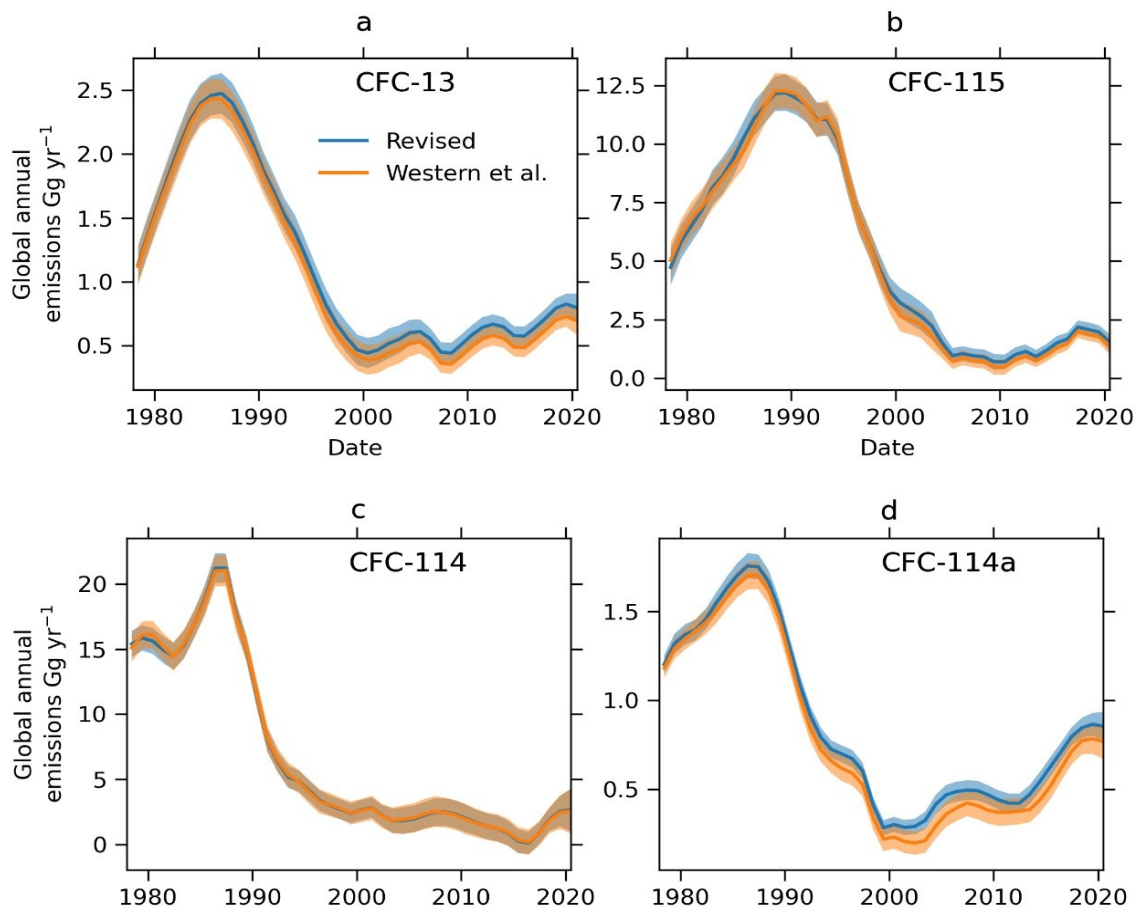 a
CFC-13
Revised
Western et al.
Global annual
emissions Gg yr⁻¹
2.5
2.0
1.5
1.0
0.5
1980 1990 2000 2010 2020
Date
b
CFC-115
12.5
10.0
7.5
5.0
2.5
0.0
1980 1990 2000 2010 2020
Date
c
CFC-114
Global annual
emissions Gg yr⁻¹
20
15
10
5
0
1980 1990 2000 2010 2020
d
CFC-114a
1.5
1.0
0.5
1980 1990 2000 2010 2020